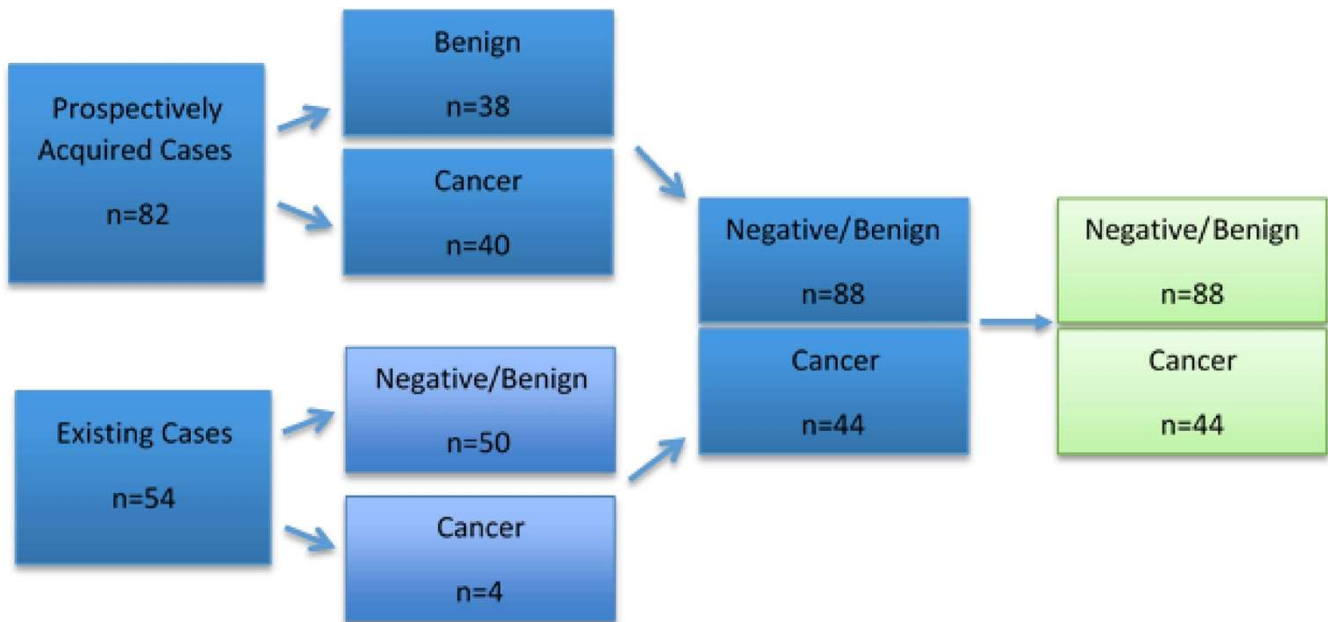 Prospectively
Acquired Cases
n=82
Benign
n=38
Cancer
n=40
Existing Cases
n=54
Negative/Benign
n=50
Cancer
n=4
Negative/Benign
n=88
Cancer
n=44
Negative/Benign
n=88
Cancer
n=44